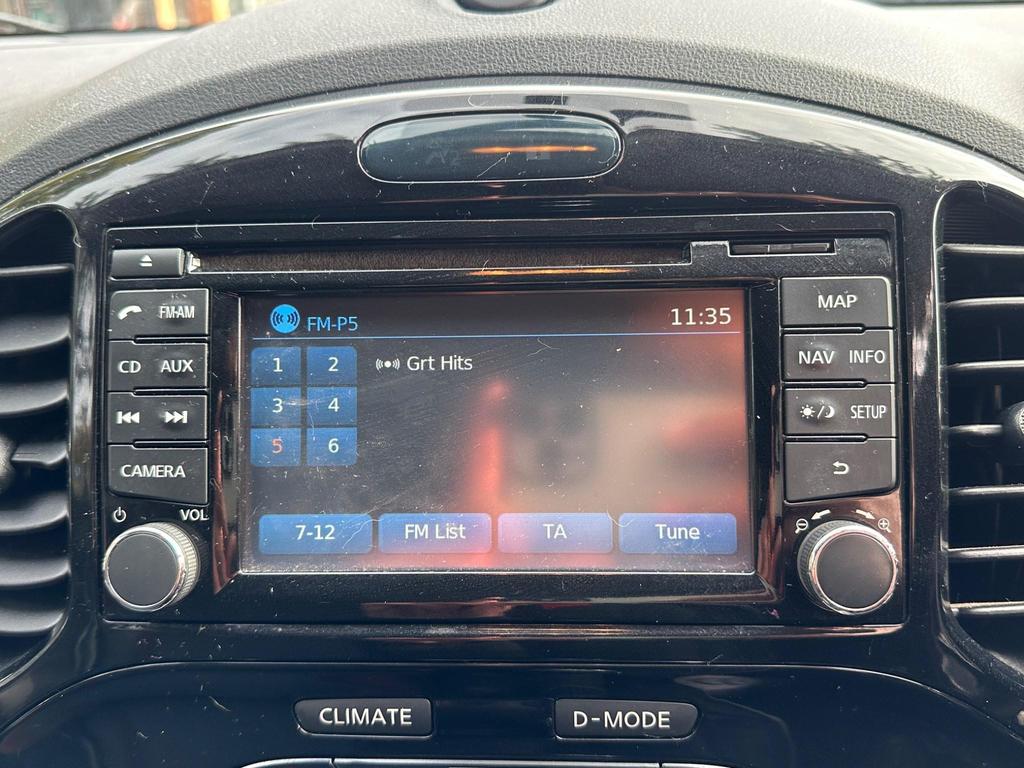 FM-AM
CD AUX
CAMERA
VOL
FM-P5
11:35
1 2
Grt Hits
3 4
5 6
7-12
FM List
TA
Tune
MAP
NAV INFO
SETUP
CLIMATE
D-MODE